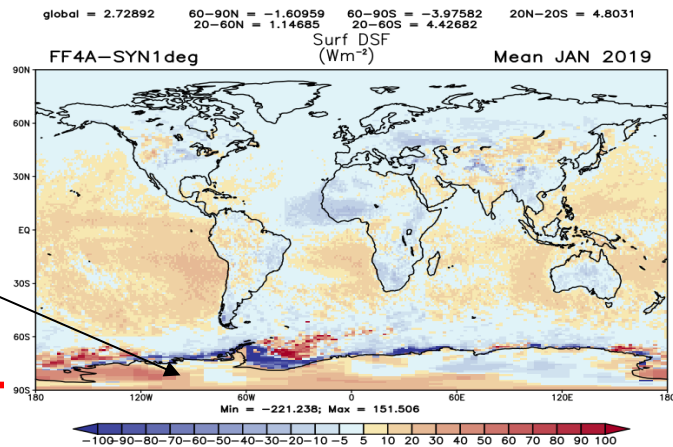 global = 2.72892 60−90N = −1.60959 60−90S = −3.97582 20N−20S = 4.8031
20−60N = 1.14685 20−60S = 4.42682
Surf DSF
FF4A−SYN1deg (Wm⁻²) Mean JAN 2019
90N
60N
30N
EQ
30S
60S
90S
180 120W 60W 0 60E 120E 180
Min = −221.238; Max = 151.506
−100 −90 −80 −70 −60 −50 −40 −30 −20 −10 −5 5 10 20 30 40 50 60 70 80 90 100